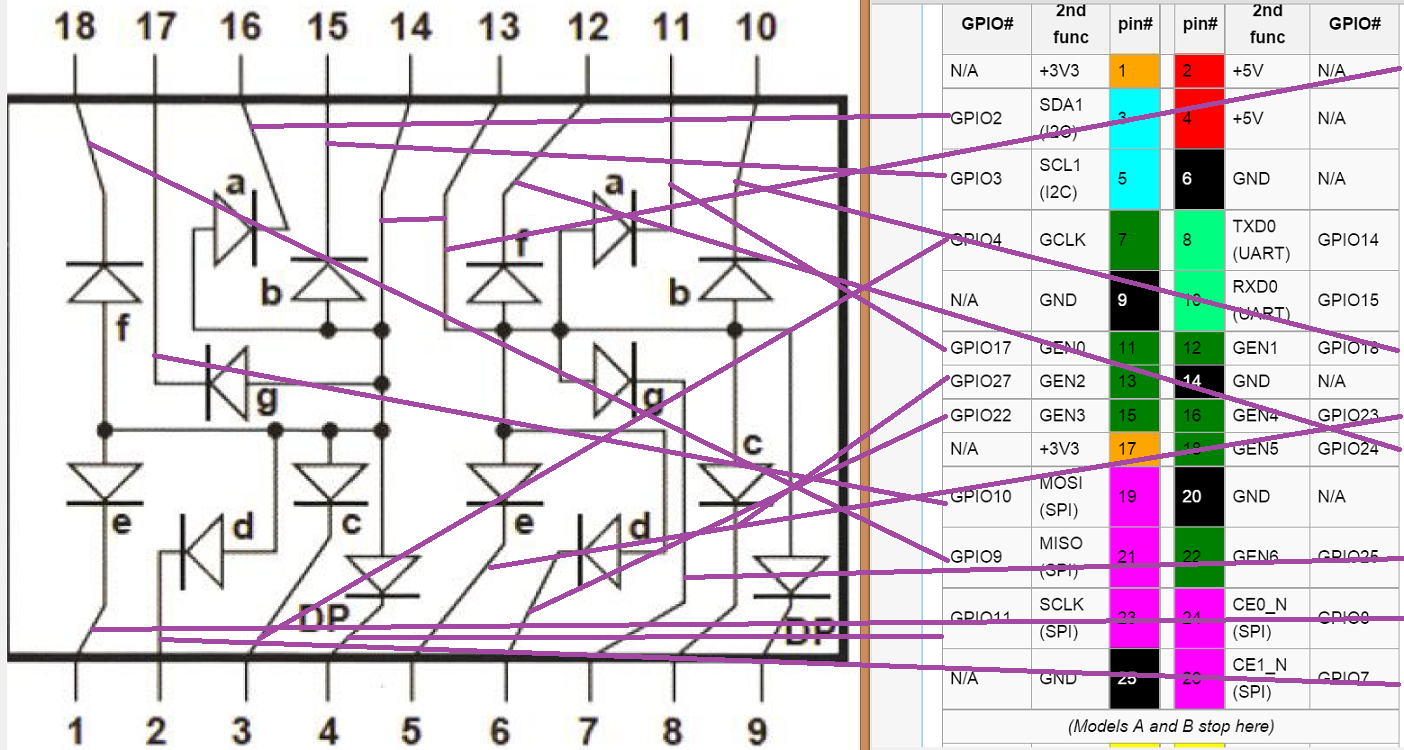 18 17 16 15 14 13 12 11 10
a a
f
b b
f
g g
c
e d c e d
DP DP
1 2 3 4 5 6 7 8 9
GPIO# 2nd func pin# pin# 2nd func GPIO#
N/A +3V3 1 2 +5V N/A
GPIO2 SDA1 (I2C) 3 4 +5V N/A
GPIO3 SCL1 (I2C) 5 6 GND N/A
GPIO4 GCLK 7 8 TXD0 (UART) GPIO14
N/A GND 9 10 RXD0 (UART) GPIO15
GPIO17 GEN0 11 12 GEN1 GPIO18
GPIO27 GEN2 13 14 GND N/A
GPIO22 GEN3 15 16 GEN4 GPIO23
N/A +3V3 17 18 GEN5 GPIO24
GPIO10 MOSI (SPI) 19 20 GND N/A
GPIO9 MISO (SPI) 21 22 GEN6 GPIO25
GPIO11 SCLK (SPI) 23 24 CE0_N (SPI) GPIO8
N/A GND 25 26 CE1_N (SPI) GPIO7
(Models A and B stop here)